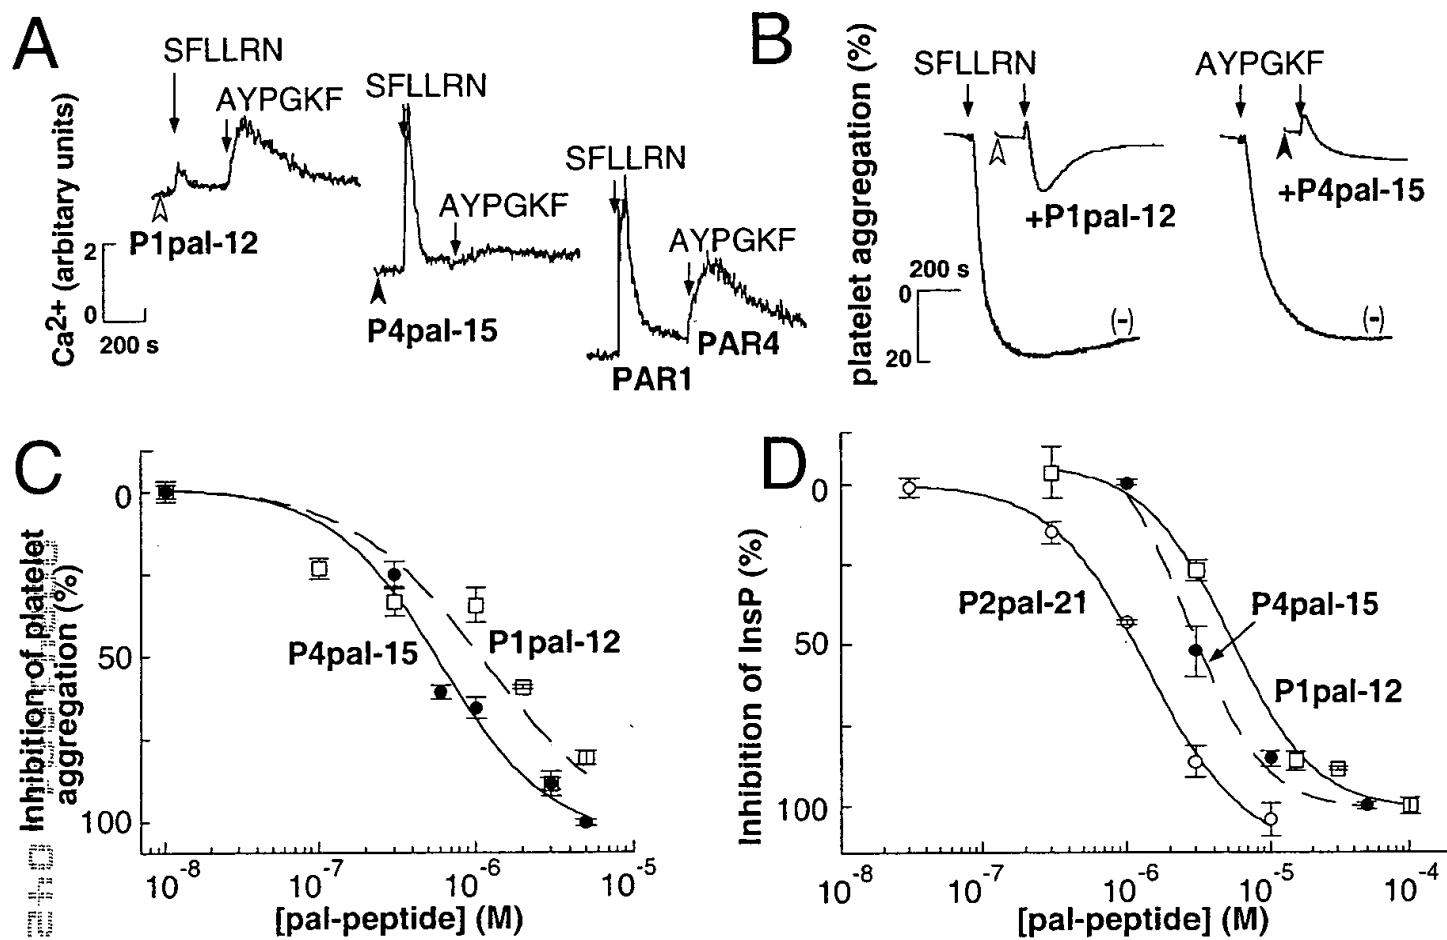 A
SFLLRN
AYPGKF
P1pal-12
Ca2+ (arbitary units)
2
0
200 s
SFLLRN
AYPGKF
P4pal-15
SFLLRN
AYPGKF
PAR4
PAR1
B
platelet aggregation (%)
SFLLRN
AYPGKF
+P1pal-12
+P4pal-15
200 s
0
20
(-)
(-)
C
Inhibition of platelet
aggregation (%)
0
50
100
P4pal-15
P1pal-12
10-8
10-7
10-6
10-5
[pal-peptide] (M)
D
Inhibition of InsP (%)
0
50
100
P2pal-21
P4pal-15
P1pal-12
10-8
10-7
10-6
10-5
10-4
[pal-peptide] (M)